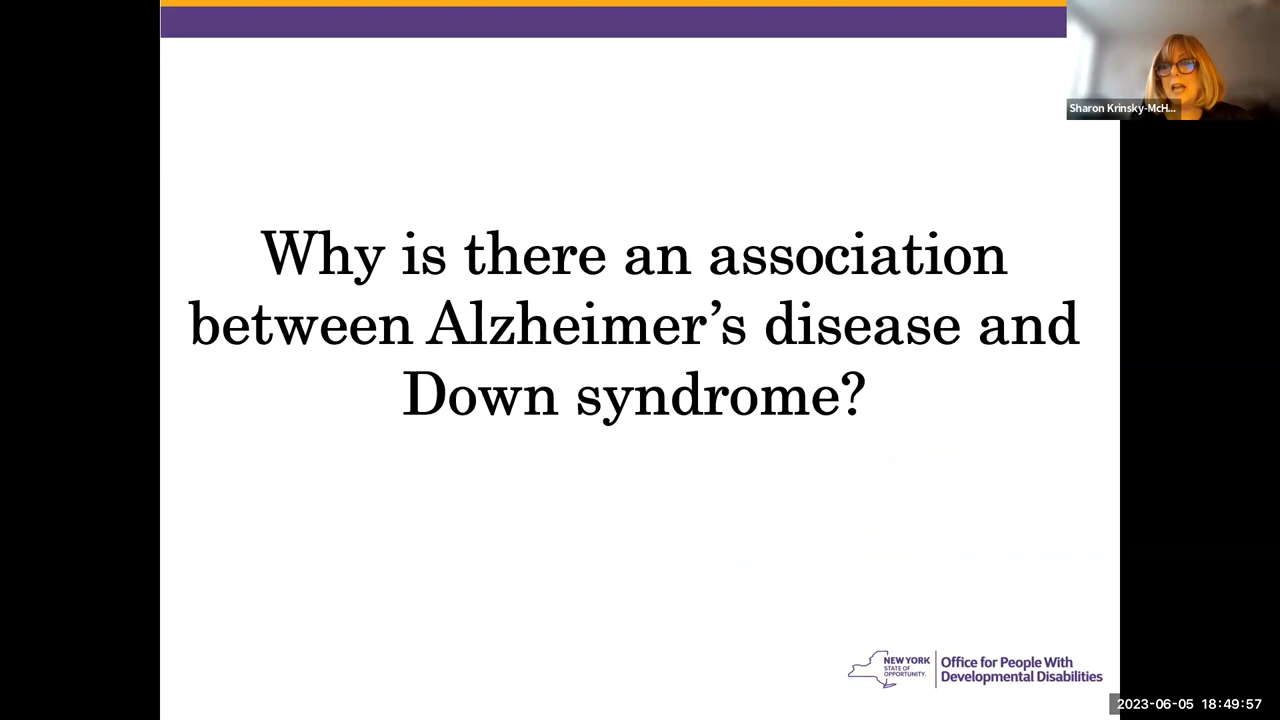 Sharon Krinsky-McH...
Why is there an association
between Alzheimer’s disease and
Down syndrome?
NEW YORK
STATE OF
OPPORTUNITY.
Office for People With
Developmental Disabilities
2023-06-05 18:49:57